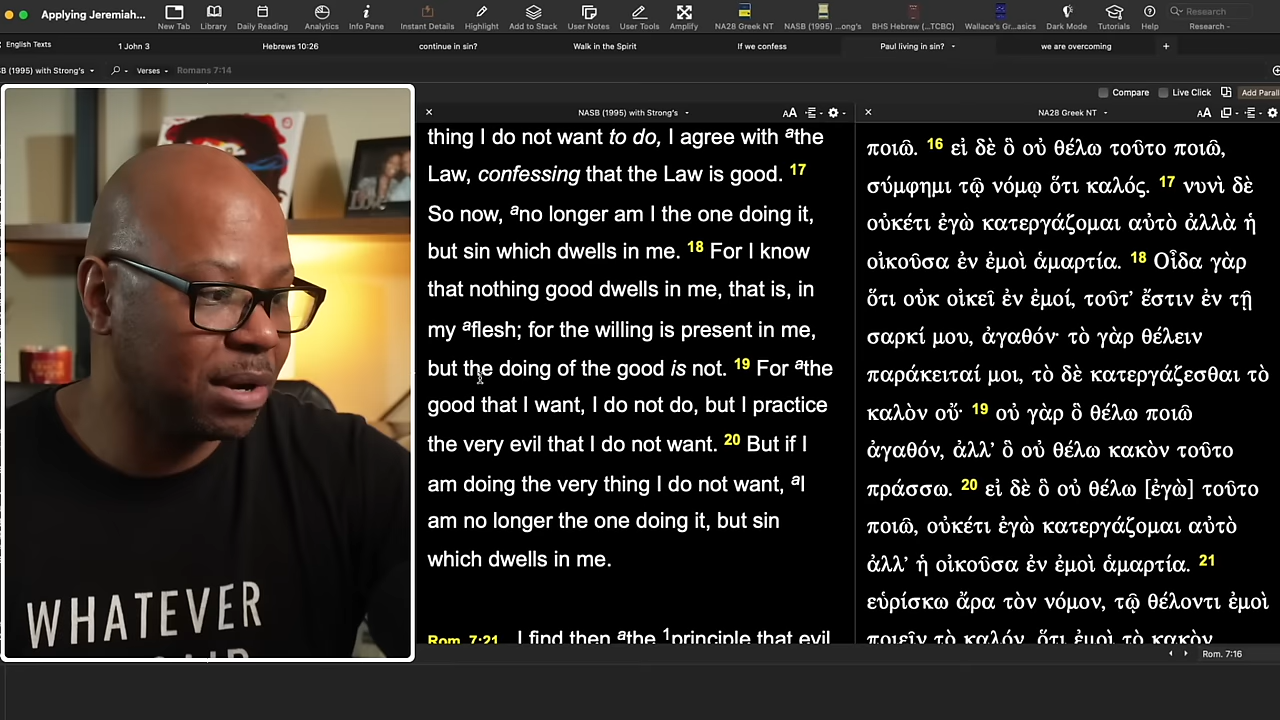 Applying Jeremiah...
New Tab
Library
Daily Reading
Analytics
Info Pane
Instant Details
Highlight
Add to Stack
User Notes
User Tools
Amplify
NA28 Greek NT
NASB (1995) ...ong's
BHS Hebrew (...TCBC)
Wallace's Gr...asics
Dark Mode
Tutorials
Help
Research
Research
English Texts
1 John 3
Hebrews 10:26
continue in sin?
Walk in the Spirit
If we confess
Paul living in sin?
we are overcoming
SB (1995) with Strong's
Verses
Romans 7:14
Compare
Live Click
Add Parall
NASB (1995) with Strong's
thing I do not want to do, I agree with ᵃthe
Law, confessing that the Law is good. 17
So now, ᵃno longer am I the one doing it,
but sin which dwells in me. 18 For I know
that nothing good dwells in me, that is, in
my ᵃflesh; for the willing is present in me,
but the doing of the good is not. 19 For ᵃthe
good that I want, I do not do, but I practice
the very evil that I do not want. 20 But if I
am doing the very thing I do not want, ᵃI
am no longer the one doing it, but sin
which dwells in me.
Rom. 7:21 I find then ᵃthe ¹principle that evil
NA28 Greek NT
ποιῶ. 16 εἰ δὲ ὃ οὐ θέλω τοῦτο ποιῶ,
σύμφημι τῷ νόμῳ ὅτι καλός. 17 νυνὶ δὲ
οὐκέτι ἐγὼ κατεργάζομαι αὐτὸ ἀλλὰ ἡ
οἰκοῦσα ἐν ἐμοὶ ἁμαρτία. 18 Οἶδα γὰρ
ὅτι οὐκ οἰκεῖ ἐν ἐμοί, τοῦτ’ ἔστιν ἐν τῇ
σαρκί μου, ἀγαθόν· τὸ γὰρ θέλειν
παράκειταί μοι, τὸ δὲ κατεργάζεσθαι τὸ
καλὸν οὔ· 19 οὐ γὰρ ὃ θέλω ποιῶ
ἀγαθόν, ἀλλ’ ὃ οὐ θέλω κακὸν τοῦτο
πράσσω. 20 εἰ δὲ ὃ οὐ θέλω [ἐγὼ] τοῦτο
ποιῶ, οὐκέτι ἐγὼ κατεργάζομαι αὐτὸ
ἀλλ’ ἡ οἰκοῦσα ἐν ἐμοὶ ἁμαρτία. 21
εὑρίσκω ἄρα τὸν νόμον, τῷ θέλοντι ἐμοὶ
ποιεῖν τὸ καλόν, ὅτι ἐμοὶ τὸ κακὸν
Rom. 7:16
WHATEVER